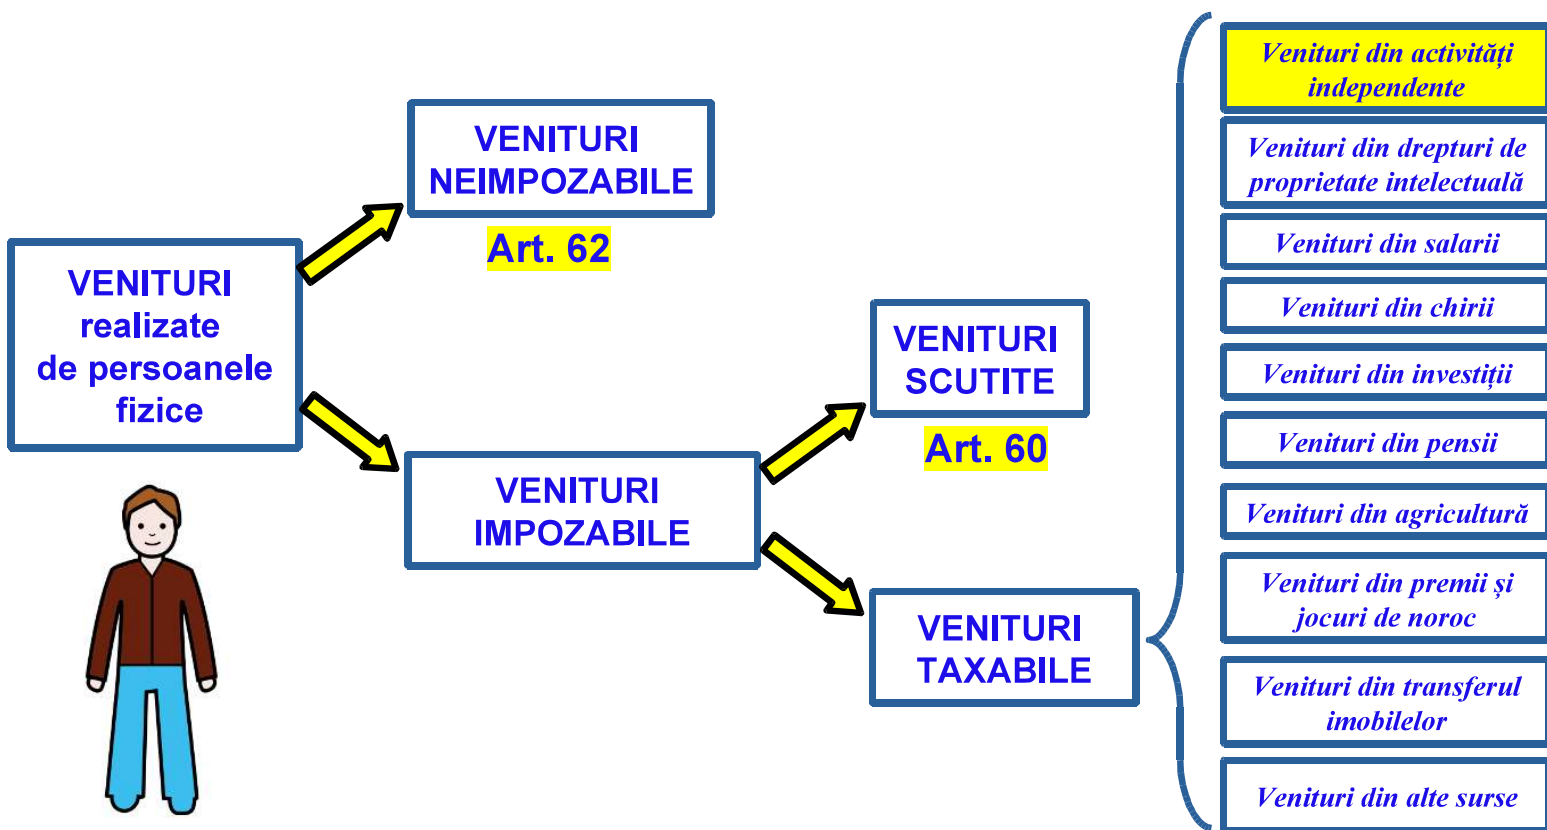 VENITURI
realizate
de persoanele
fizice
VENITURI
NEIMPOZABILE
Art. 62
VENITURI
IMPOZABILE
VENITURI
SCUTITE
Art. 60
VENITURI
TAXABILE
Venituri din activități
independente
Venituri din drepturi de
proprietate intelectuală
Venituri din salarii
Venituri din chirii
Venituri din investiții
Venituri din pensii
Venituri din agricultură
Venituri din premii și
jocuri de noroc
Venituri din transferul
imobilelor
Venituri din alte surse